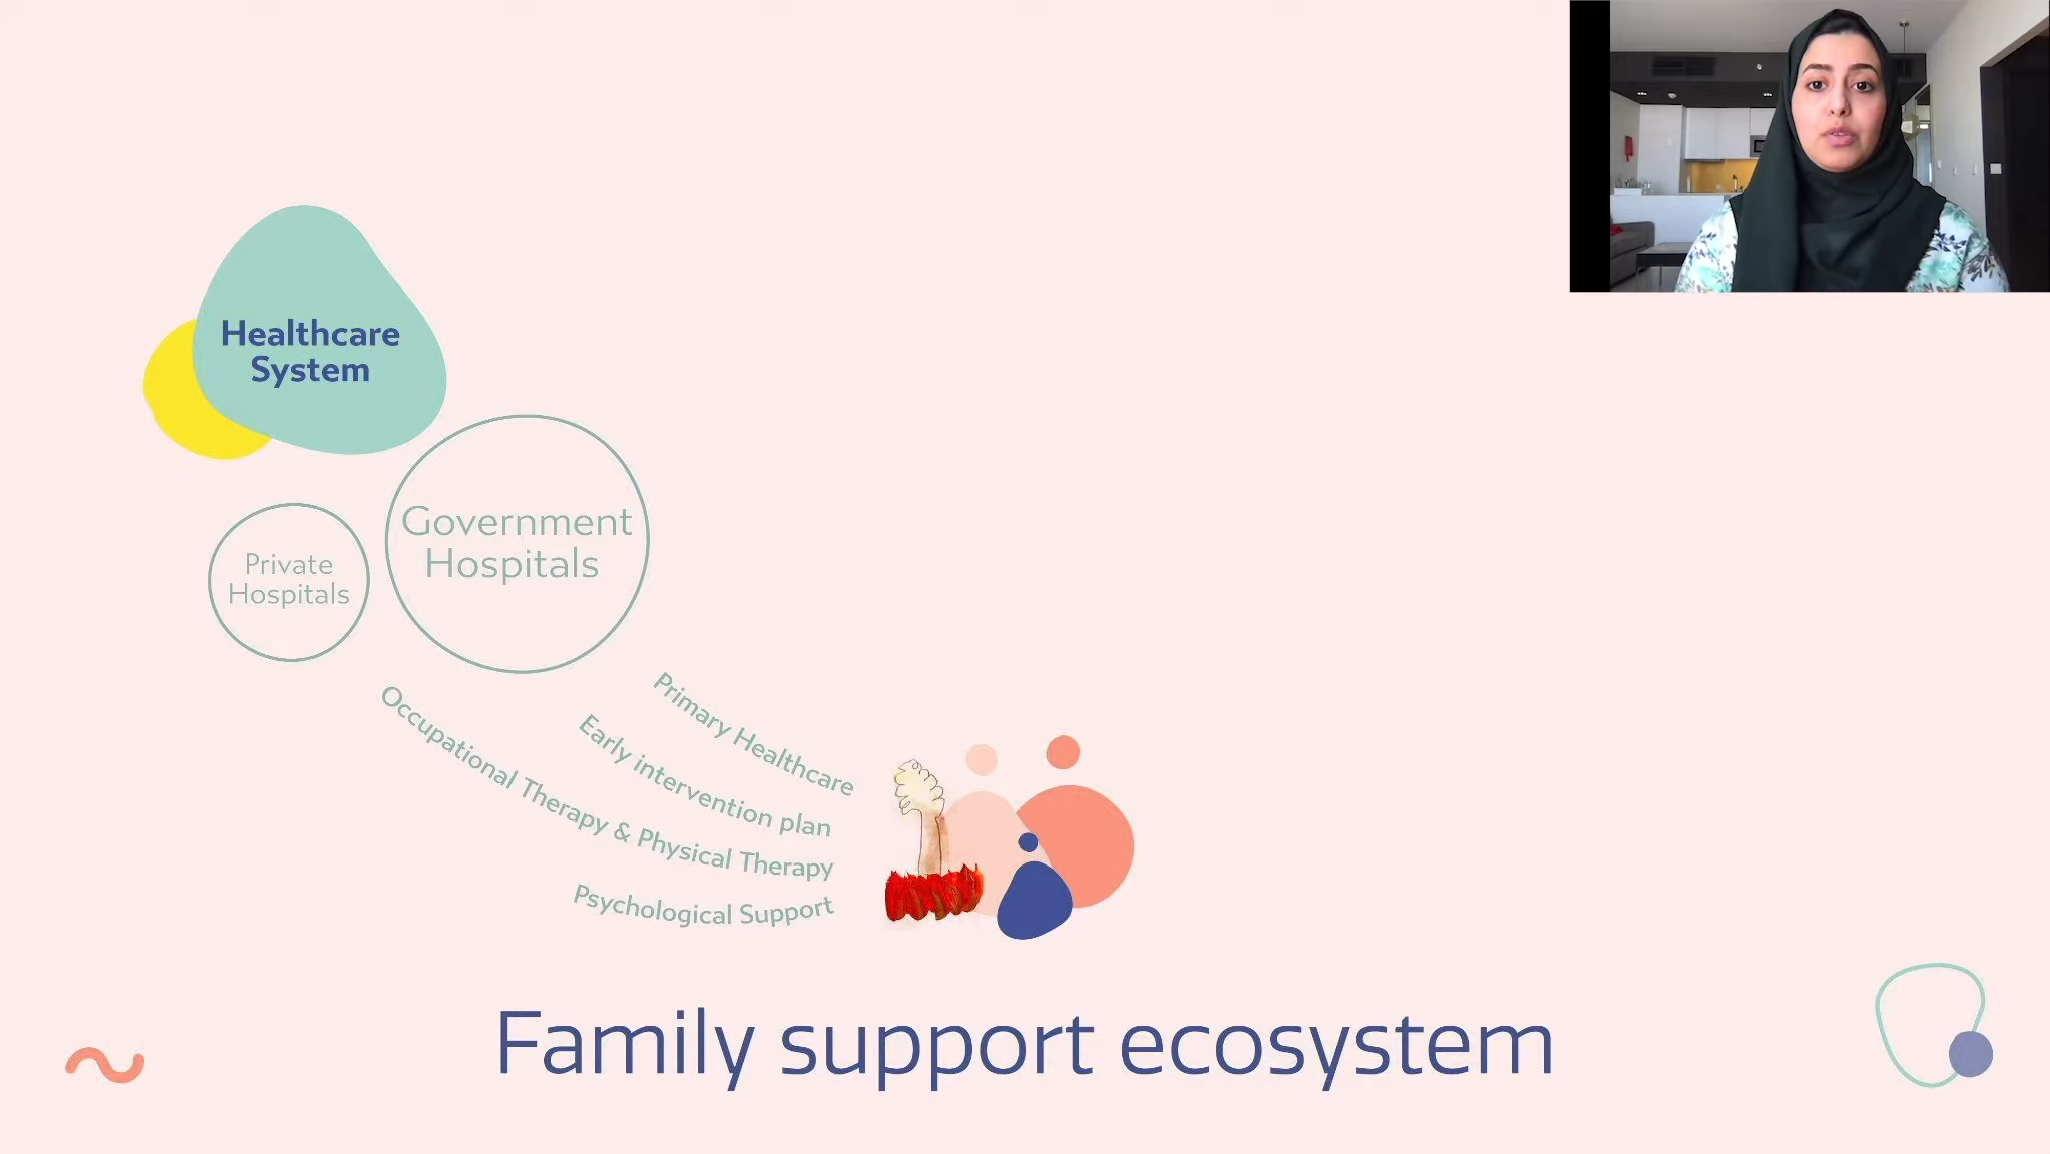 Healthcare
System
Government
Hospitals
Private
Hospitals
Primary Healthcare
Early intervention plan
Occupational Therapy & Physical Therapy
Psychological Support
Family support ecosystem